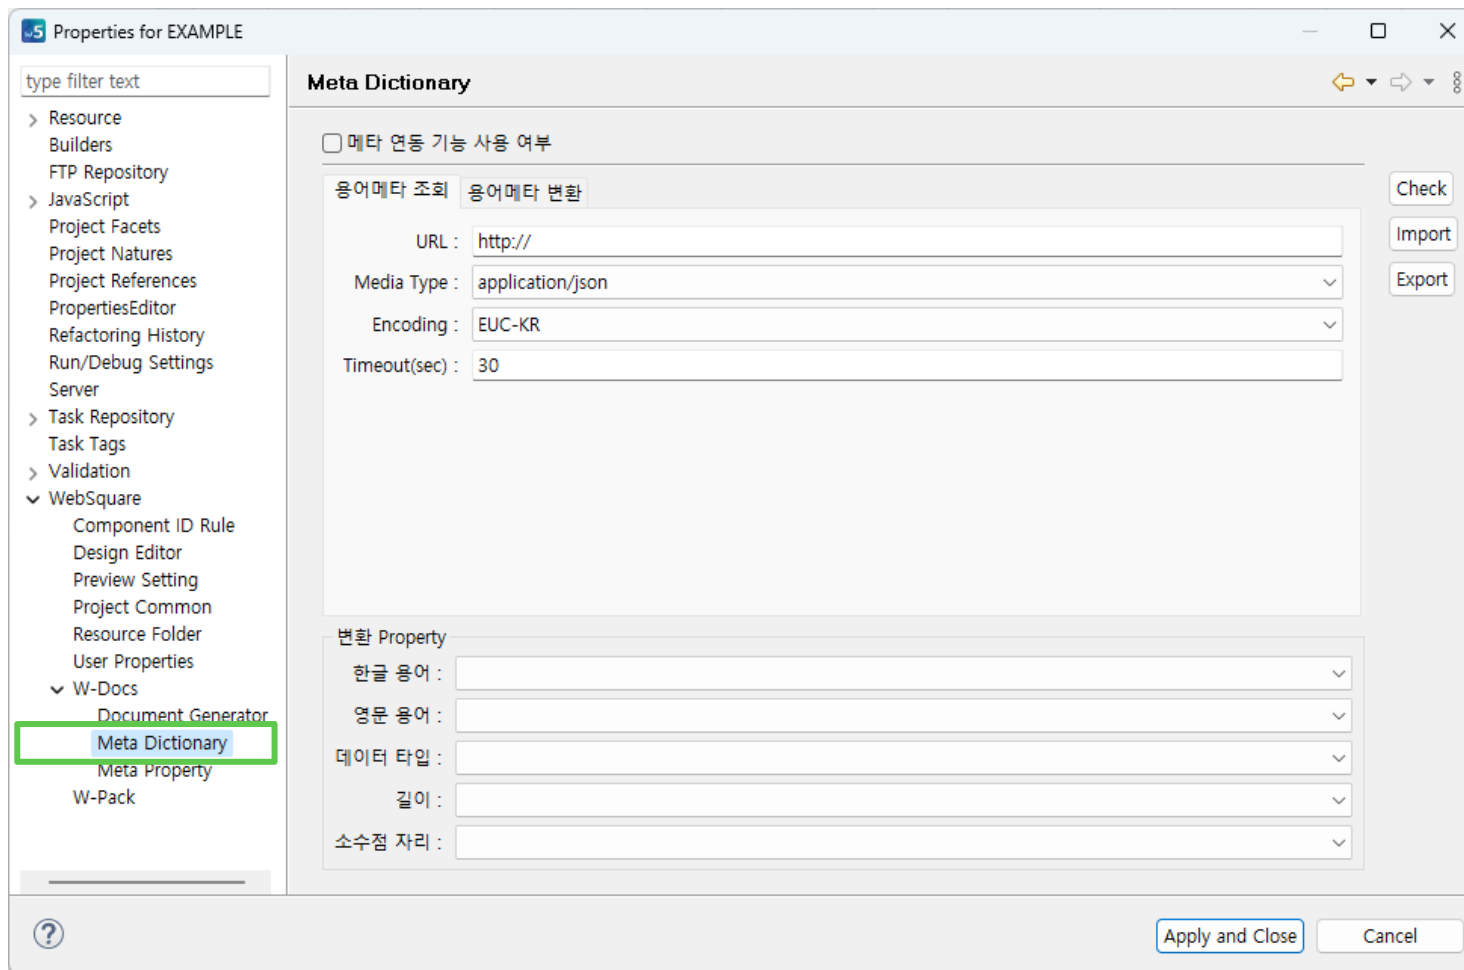 w5 Properties for EXAMPLE
type filter text
Resource
Builders
FTP Repository
JavaScript
Project Facets
Project Natures
Project References
PropertiesEditor
Refactoring History
Run/Debug Settings
Server
Task Repository
Task Tags
Validation
WebSquare
Component ID Rule
Design Editor
Preview Setting
Project Common
Resource Folder
User Properties
W-Docs
Document Generator
Meta Dictionary
Meta Property
W-Pack
Meta Dictionary
메타 연동 기능 사용 여부
용어메타 조회 용어메타 변환
URL : http://
Media Type : application/json
Encoding : EUC-KR
Timeout(sec) : 30
Check
Import
Export
변환 Property
한글 용어 :
영문 용어 :
데이터 타입 :
길이 :
소수점 자리 :
?
Apply and Close Cancel